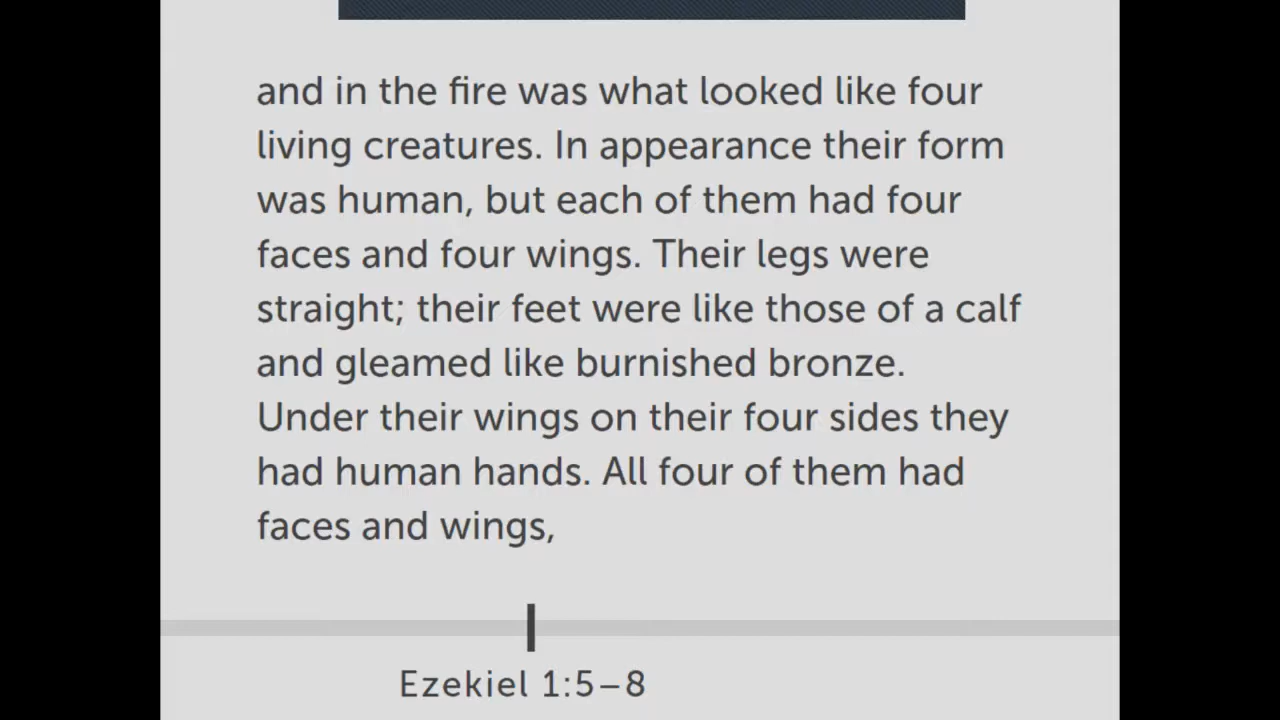 and in the fire was what looked like four
living creatures. In appearance their form
was human, but each of them had four
faces and four wings. Their legs were
straight; their feet were like those of a calf
and gleamed like burnished bronze.
Under their wings on their four sides they
had human hands. All four of them had
faces and wings,
Ezekiel 1:5–8